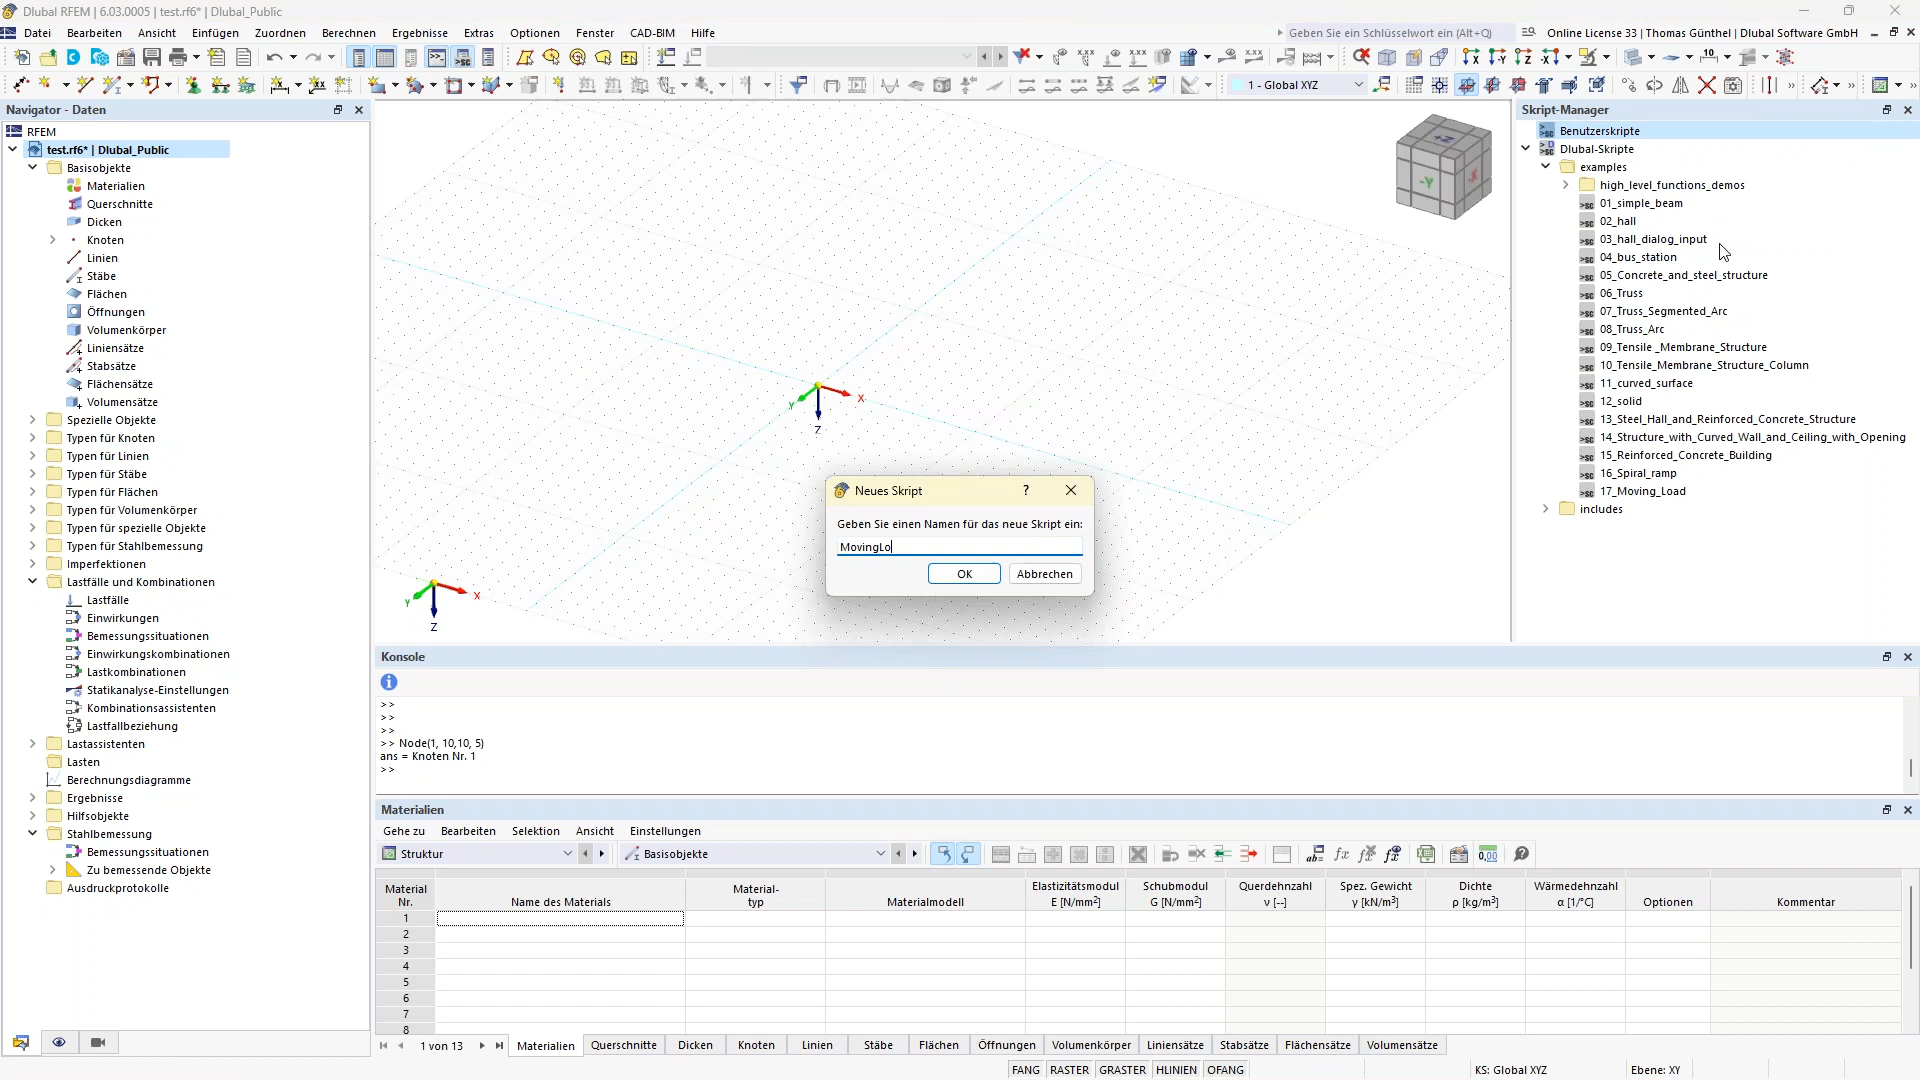 Dlubal RFEM | 6.03.0005 | test.rf6* | Dlubal_Public
Datei Bearbeiten Ansicht Einfügen Zuordnen Berechnen Ergebnisse Extras Optionen Fenster CAD-BIM Hilfe
Geben Sie ein Schlüsselwort ein (Alt+Q)
Online License 33 | Thomas Günthel | Dlubal Software GmbH
1 - Global XYZ
Navigator - Daten
RFEM
test.rf6* | Dlubal_Public
Basisobjekte
Materialien
Querschnitte
Dicken
Knoten
Linien
Stäbe
Flächen
Öffnungen
Volumenkörper
Liniensätze
Stabsätze
Flächensätze
Volumensätze
Spezielle Objekte
Typen für Knoten
Typen für Linien
Typen für Stäbe
Typen für Flächen
Typen für Volumenkörper
Typen für spezielle Objekte
Typen für Stahlbemessung
Imperfektionen
Lastfälle und Kombinationen
Lastfälle
Einwirkungen
Bemessungssituationen
Einwirkungskombinationen
Lastkombinationen
Statikanalyse-Einstellungen
Kombinationsassistenten
Lastfallbeziehung
Lastassistenten
Lasten
Berechnungsdiagramme
Ergebnisse
Hilfsobjekte
Stahlbemessung
Bemessungssituationen
Zu bemessende Objekte
Ausdruckprotokolle
+Z
-Y
-X
X
Y
Z
X
Y
Z
Neues Skript
?
Geben Sie einen Namen für das neue Skript ein:
MovingLo
OK
Abbrechen
Skript-Manager
Benutzerskripte
Dlubal-Skripte
examples
high_level_functions_demos
01_simple_beam
02_hall
03_hall_dialog_input
04_bus_station
05_Concrete_and_steel_structure
06_Truss
07_Truss_Segmented_Arc
08_Truss_Arc
09_Tensile _Membrane_Structure
10_Tensile_Membrane_Structure_Column
11_curved_surface
12_solid
13_Steel_Hall_and_Reinforced_Concrete_Structure
14_Structure_with_Curved_Wall_and_Ceiling_with_Opening
15_Reinforced_Concrete_Building
16_Spiral_ramp
17_Moving_Load
includes
Konsole
>>
>>
>>
>> Node(1, 10,10, 5)
ans = Knoten Nr. 1
>>
Materialien
Gehe zu Bearbeiten Selektion Ansicht Einstellungen
Struktur
Basisobjekte
Material Nr.
Name des Materials
Material-typ
Materialmodell
Elastizitätsmodul E [N/mm²]
Schubmodul G [N/mm²]
Querdehnzahl ν [--]
Spez. Gewicht γ [kN/m³]
Dichte ρ [kg/m³]
Wärmedehnzahl α [1/°C]
Optionen
Kommentar
1
2
3
4
5
6
7
8
1 von 13
Materialien Querschnitte Dicken Knoten Linien Stäbe Flächen Öffnungen Volumenkörper Liniensätze Stabsätze Flächensätze Volumensätze
FANG RASTER GRASTER HLINIEN OFANG
KS: Global XYZ
Ebene: XY